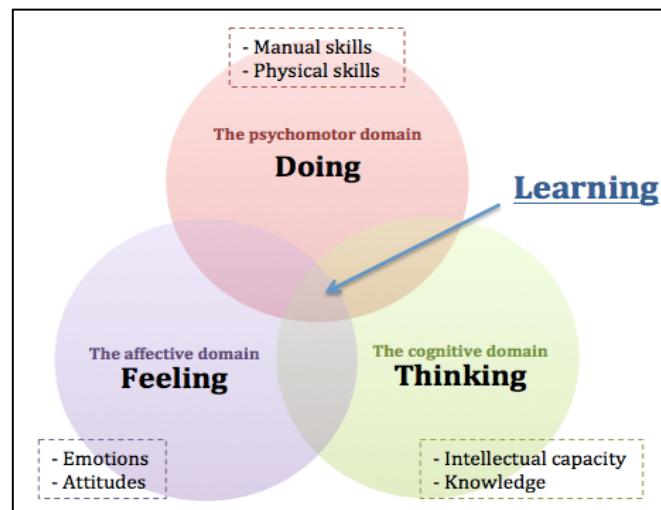 - Manual skills
- Physical skills
The psychomotor domain
Doing
Learning
The affective domain
Feeling
The cognitive domain
Thinking
- Emotions
- Attitudes
- Intellectual capacity
- Knowledge